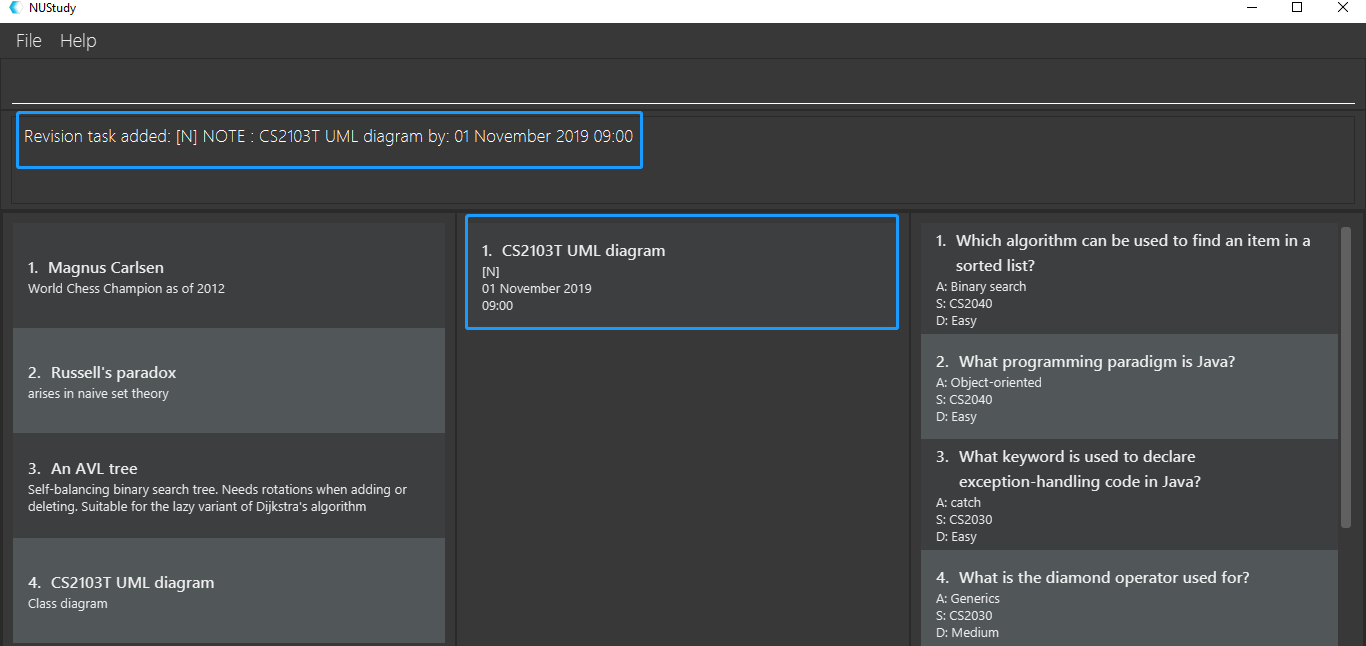 NUStudy
File Help
Revision task added: [N] NOTE : CS2103T UML diagram by: 01 November 2019 09:00
1. Magnus Carlsen
World Chess Champion as of 2012
2. Russell's paradox
arises in naive set theory
3. An AVL tree
Self-balancing binary search tree. Needs rotations when adding or
deleting. Suitable for the lazy variant of Dijkstra's algorithm
4. CS2103T UML diagram
Class diagram
1. CS2103T UML diagram
[N]
01 November 2019
09:00
1. Which algorithm can be used to find an item in a
sorted list?
A: Binary search
S: CS2040
D: Easy
2. What programming paradigm is Java?
A: Object-oriented
S: CS2040
D: Easy
3. What keyword is used to declare
exception-handling code in Java?
A: catch
S: CS2030
D: Easy
4. What is the diamond operator used for?
A: Generics
S: CS2030
D: Medium